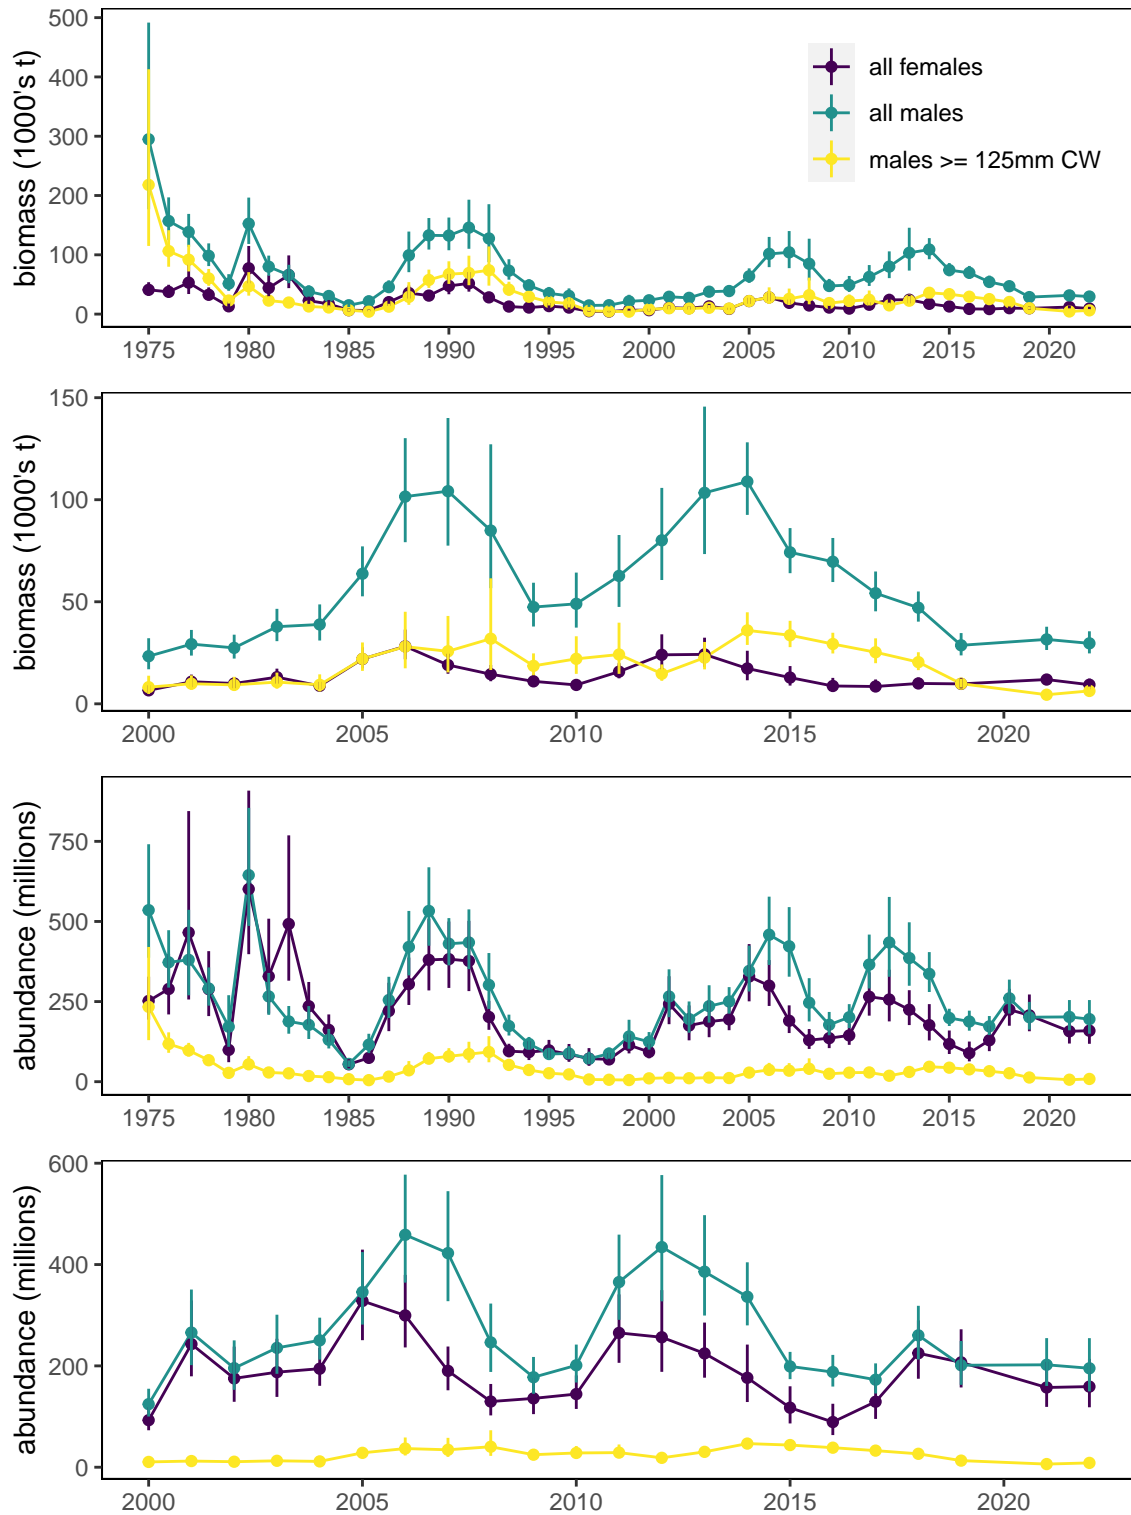 500
400
300
200
100
0
biomass (1000's t)
all females
all males
males >= 125mm CW
1975 1980 1985 1990 1995 2000 2005 2010 2015 2020
150
100
50
0
biomass (1000's t)
2000 2005 2010 2015 2020
750
500
250
0
abundance (millions)
1975 1980 1985 1990 1995 2000 2005 2010 2015 2020
600
400
200
0
abundance (millions)
2000 2005 2010 2015 2020